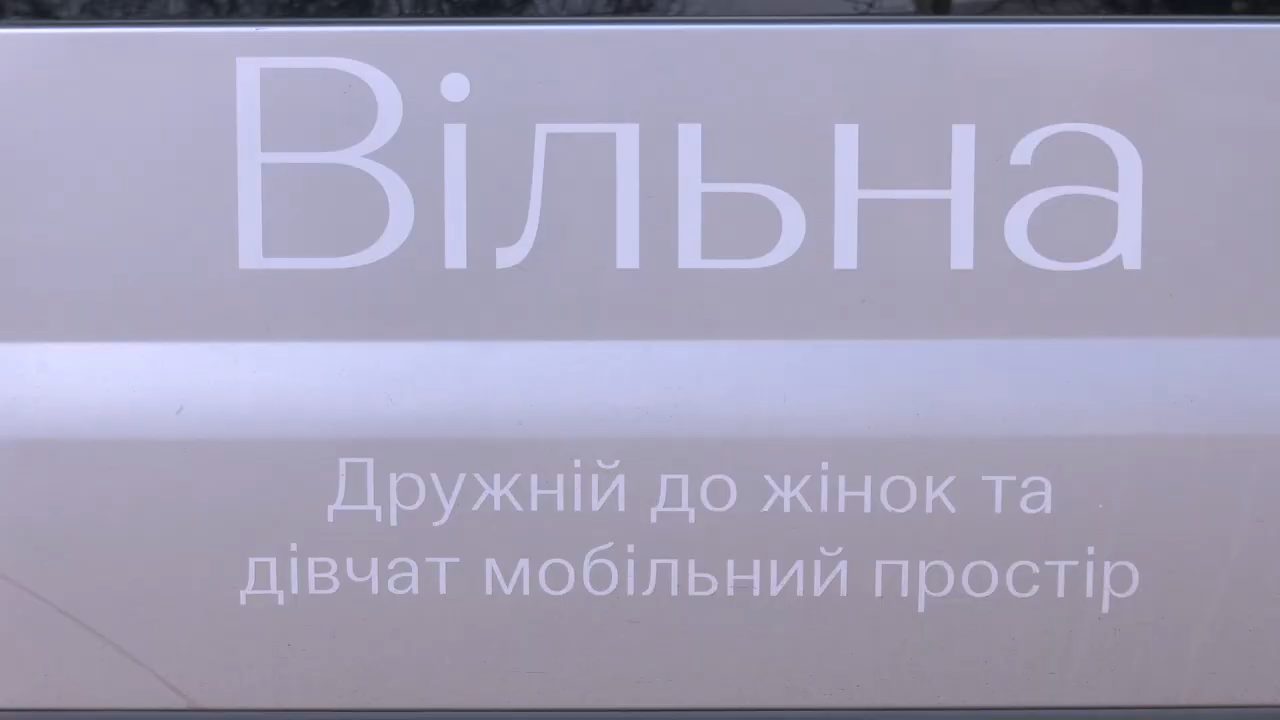 Вільна
Дружній до жінок та
дівчат мобільний простір